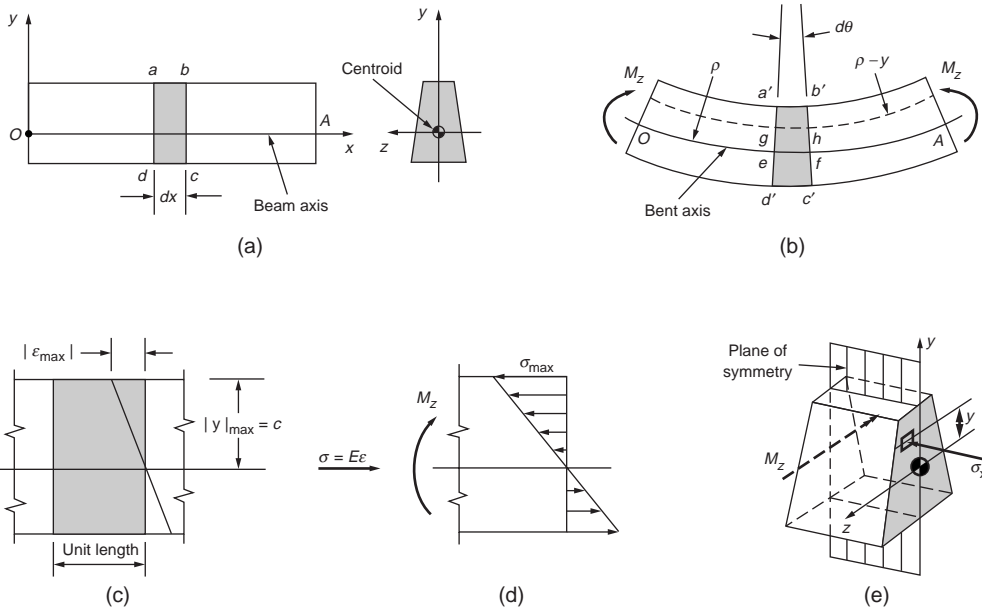 y
a b
O
A
x
d c
dx
Beam axis
(a)
y
Centroid
z
dθ
M_z
ρ
a′ b′
ρ – y
M_z
O
g h
A
e f
d′ c′
Bent axis
(b)
| ε_max |
| y |_max = c
Unit length
(c)
σ = Eε
σ_max
M_z
(d)
Plane of
symmetry
y
y
M_z
σ_x
z
(e)